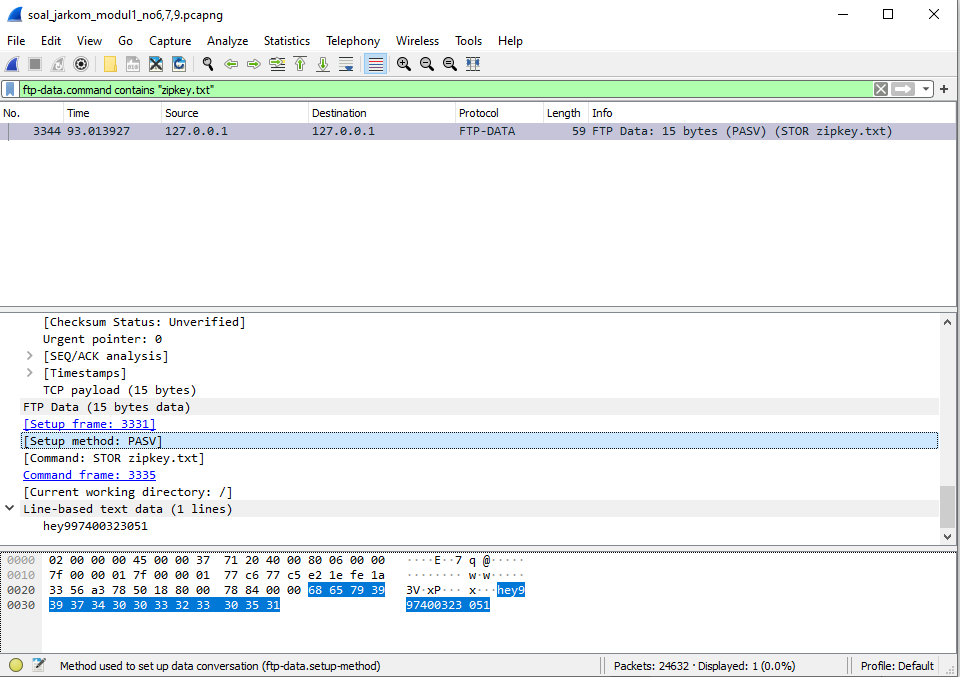 soal_jarkom_modul1_no6,7,9.pcapng
File Edit View Go Capture Analyze Statistics Telephony Wireless Tools Help
ftp-data.command contains "zipkey.txt"
No. Time Source Destination Protocol Length Info
3344 93.013927 127.0.0.1 127.0.0.1 FTP-DATA 59 FTP Data: 15 bytes (PASV) (STOR zipkey.txt)
[Checksum Status: Unverified]
Urgent pointer: 0
[SEQ/ACK analysis]
[Timestamps]
TCP payload (15 bytes)
FTP Data (15 bytes data)
[Setup frame: 3331]
[Setup method: PASV]
[Command: STOR zipkey.txt]
Command frame: 3335
[Current working directory: /]
Line-based text data (1 lines)
hey997400323051
0000 02 00 00 00 45 00 00 37 71 20 40 00 80 06 00 00 ····E··7 q @·····
0010 7f 00 00 01 7f 00 00 01 77 c6 77 c5 e2 1e fe 1a ········ w·w·····
0020 33 56 a3 78 50 18 80 00 78 84 00 00 68 65 79 39 3V·xP··· x···hey9
0030 39 37 34 30 30 33 32 33 30 35 31 97400323 051
Method used to set up data conversation (ftp-data.setup-method) Packets: 24632 · Displayed: 1 (0.0%) Profile: Default